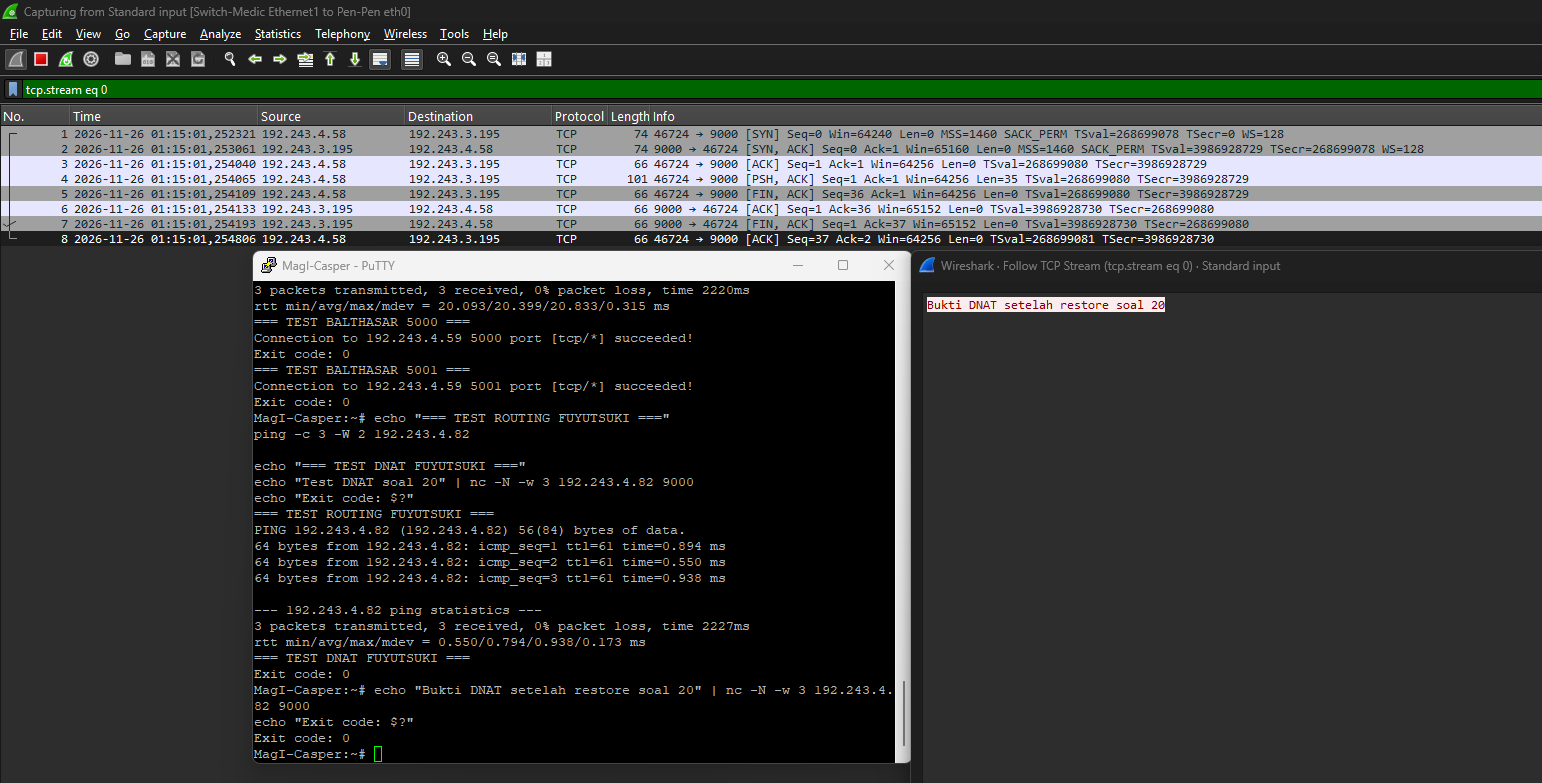 Capturing from Standard input [Switch-Medic Ethernet1 to Pen-Pen eth0]
File Edit View Go Capture Analyze Statistics Telephony Wireless Tools Help
tcp.stream eq 0
No. Time Source Destination Protocol Length Info
1 2026-11-26 01:15:01,252321 192.243.4.58 192.243.3.195 TCP 74 46724 → 9000 [SYN] Seq=0 Win=64240 Len=0 MSS=1460 SACK_PERM TSval=268699078 TSecr=0 WS=128
2 2026-11-26 01:15:01,253061 192.243.3.195 192.243.4.58 TCP 74 9000 → 46724 [SYN, ACK] Seq=0 Ack=1 Win=65160 Len=0 MSS=1460 SACK_PERM TSval=3986928729 TSecr=268699078 WS=128
3 2026-11-26 01:15:01,254040 192.243.4.58 192.243.3.195 TCP 66 46724 → 9000 [ACK] Seq=1 Ack=1 Win=64256 Len=0 TSval=268699080 TSecr=3986928729
4 2026-11-26 01:15:01,254065 192.243.4.58 192.243.3.195 TCP 101 46724 → 9000 [PSH, ACK] Seq=1 Ack=1 Win=64256 Len=35 TSval=268699080 TSecr=3986928729
5 2026-11-26 01:15:01,254109 192.243.4.58 192.243.3.195 TCP 66 46724 → 9000 [FIN, ACK] Seq=36 Ack=1 Win=64256 Len=0 TSval=268699080 TSecr=3986928729
6 2026-11-26 01:15:01,254133 192.243.3.195 192.243.4.58 TCP 66 9000 → 46724 [ACK] Seq=1 Ack=36 Win=65152 Len=0 TSval=3986928730 TSecr=268699080
7 2026-11-26 01:15:01,254193 192.243.3.195 192.243.4.58 TCP 66 9000 → 46724 [FIN, ACK] Seq=1 Ack=37 Win=65152 Len=0 TSval=3986928730 TSecr=268699080
8 2026-11-26 01:15:01,254806 192.243.4.58 192.243.3.195 TCP 66 46724 → 9000 [ACK] Seq=37 Ack=2 Win=64256 Len=0 TSval=268699081 TSecr=3986928730
MagI-Casper - PuTTY
3 packets transmitted, 3 received, 0% packet loss, time 2220ms
rtt min/avg/max/mdev = 20.093/20.399/20.833/0.315 ms
=== TEST BALTHASAR 5000 ===
Connection to 192.243.4.59 5000 port [tcp/*] succeeded!
Exit code: 0
=== TEST BALTHASAR 5001 ===
Connection to 192.243.4.59 5001 port [tcp/*] succeeded!
Exit code: 0
MagI-Casper:~# echo "=== TEST ROUTING FUYUTSUKI ==="
ping -c 3 -W 2 192.243.4.82
echo "=== TEST DNAT FUYUTSUKI ==="
echo "Test DNAT soal 20" | nc -N -w 3 192.243.4.82 9000
echo "Exit code: $?"
=== TEST ROUTING FUYUTSUKI ===
PING 192.243.4.82 (192.243.4.82) 56(84) bytes of data.
64 bytes from 192.243.4.82: icmp_seq=1 ttl=61 time=0.894 ms
64 bytes from 192.243.4.82: icmp_seq=2 ttl=61 time=0.550 ms
64 bytes from 192.243.4.82: icmp_seq=3 ttl=61 time=0.938 ms
--- 192.243.4.82 ping statistics ---
3 packets transmitted, 3 received, 0% packet loss, time 2227ms
rtt min/avg/max/mdev = 0.550/0.794/0.938/0.173 ms
=== TEST DNAT FUYUTSUKI ===
Exit code: 0
MagI-Casper:~# echo "Bukti DNAT setelah restore soal 20" | nc -N -w 3 192.243.4.
82 9000
echo "Exit code: $?"
Exit code: 0
MagI-Casper:~#
Wireshark · Follow TCP Stream (tcp.stream eq 0) · Standard input
Bukti DNAT setelah restore soal 20